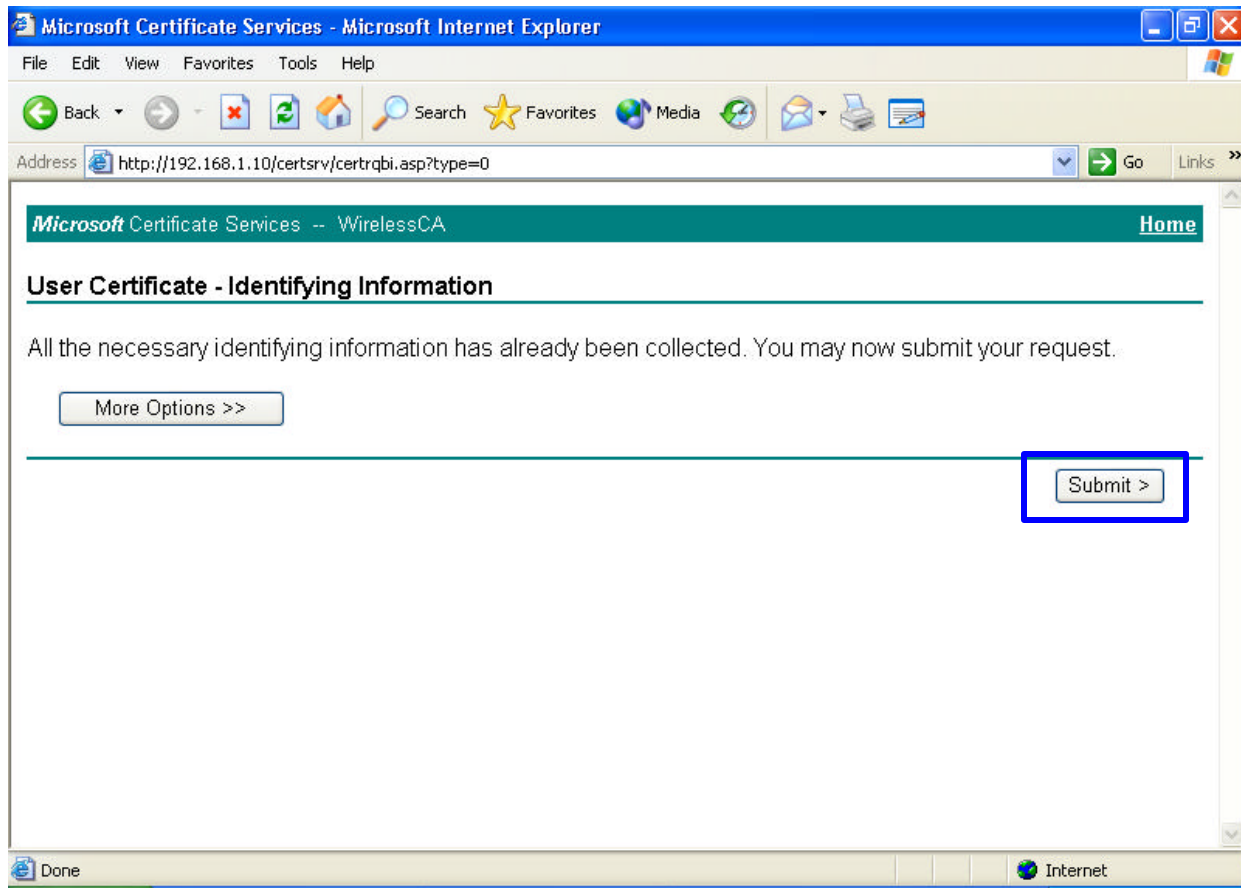 Microsoft Certificate Services - Microsoft Internet Explorer
File Edit View Favorites Tools Help
Back Search Favorites Media
Address http://192.168.1.10/certsrv/certrqbi.asp?type=0 Go Links »
Microsoft Certificate Services -- WirelessCA Home
User Certificate - Identifying Information
All the necessary identifying information has already been collected. You may now submit your request.
More Options >>
Submit >
Done Internet